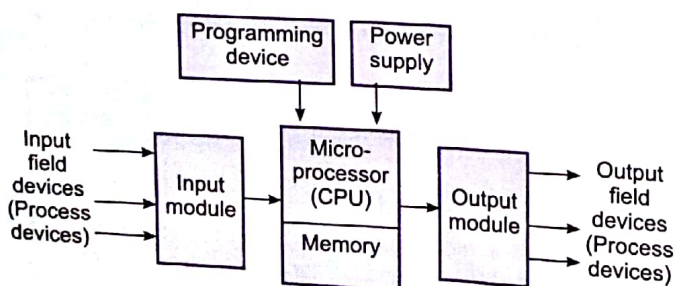 Programming
device
Power
supply
Input
field
devices
(Process
devices)
Input
module
Micro-
processor
(CPU)
Memory
Output
module
Output
field
devices
(Process
devices)